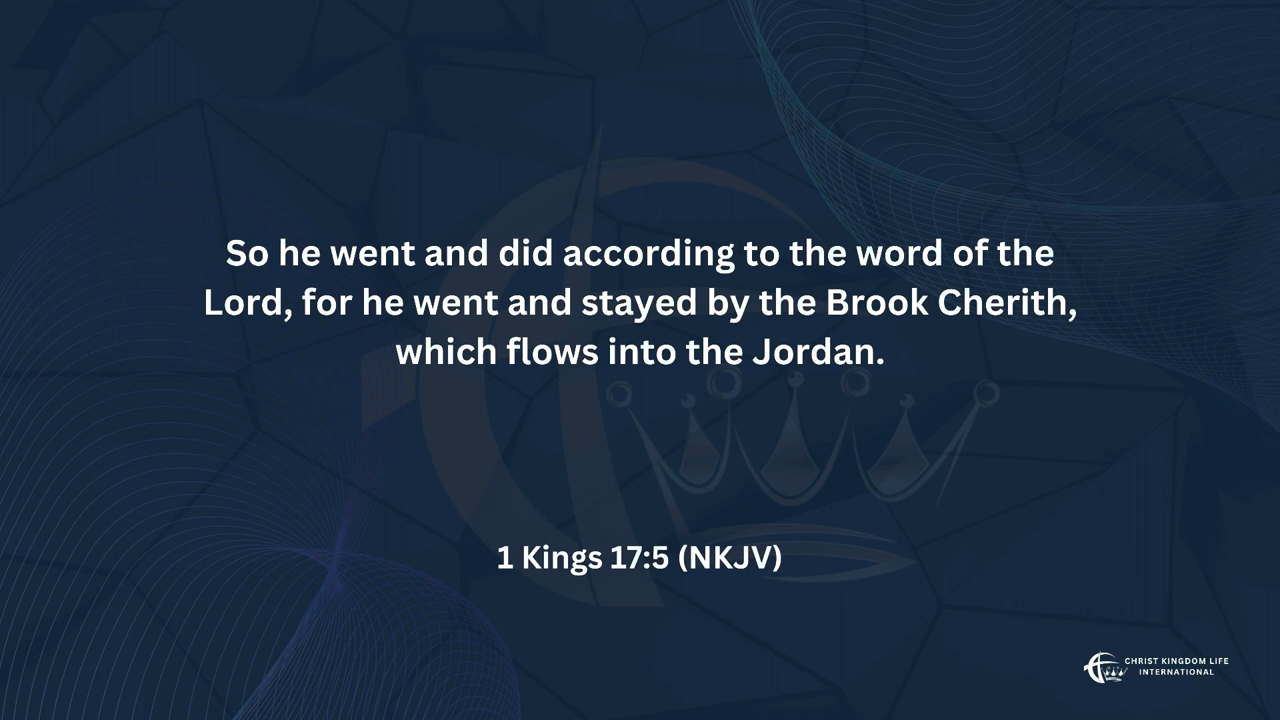 So he went and did according to the word of the
Lord, for he went and stayed by the Brook Cherith,
which flows into the Jordan.
1 Kings 17:5 (NKJV)
CHRIST KINGDOM LIFE
INTERNATIONAL